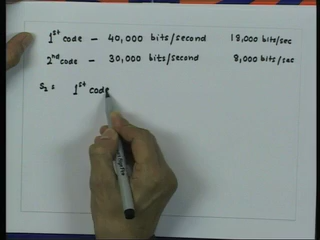 1st code – 40,000 bits/second 18,000 bits/sec
2nd code – 30,000 bits/second 8,000 bits/sec
S2 = 1st code